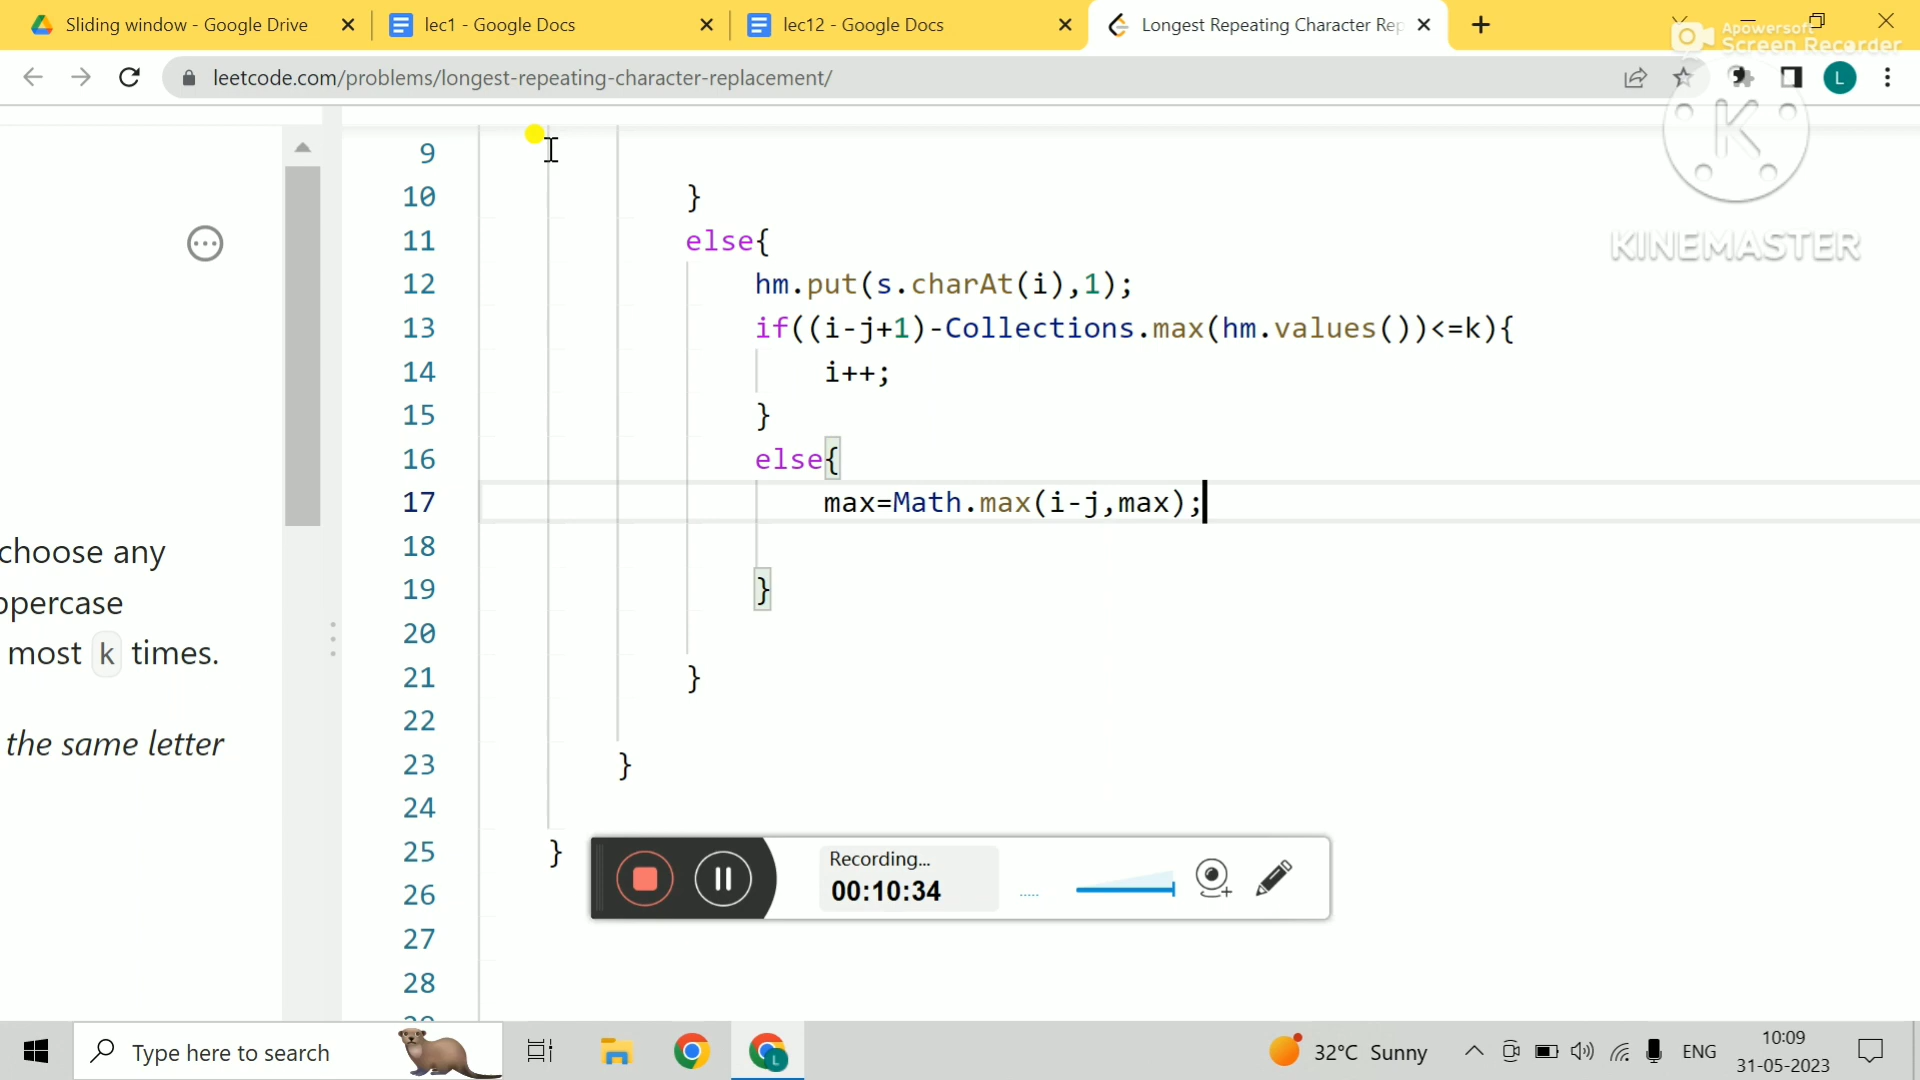 Sliding window - Google Drive
lec1 - Google Docs
lec12 - Google Docs
Longest Repeating Character Rep
Apowersoft
Screen Recorder
leetcode.com/problems/longest-repeating-character-replacement/
L
K
KINEMASTER
9
10 }
11 else{
12 hm.put(s.charAt(i),1);
13 if((i-j+1)-Collections.max(hm.values())<=k){
14 i++;
15 }
16 else{
17 max=Math.max(i-j,max);
18
19 }
20
21 }
22
23 }
24
25 }
26
27
28
choose any
ppercase
most k times.
the same letter
Recording...
00:10:34
Type here to search
L
32°C Sunny
ENG
10:09
31-05-2023